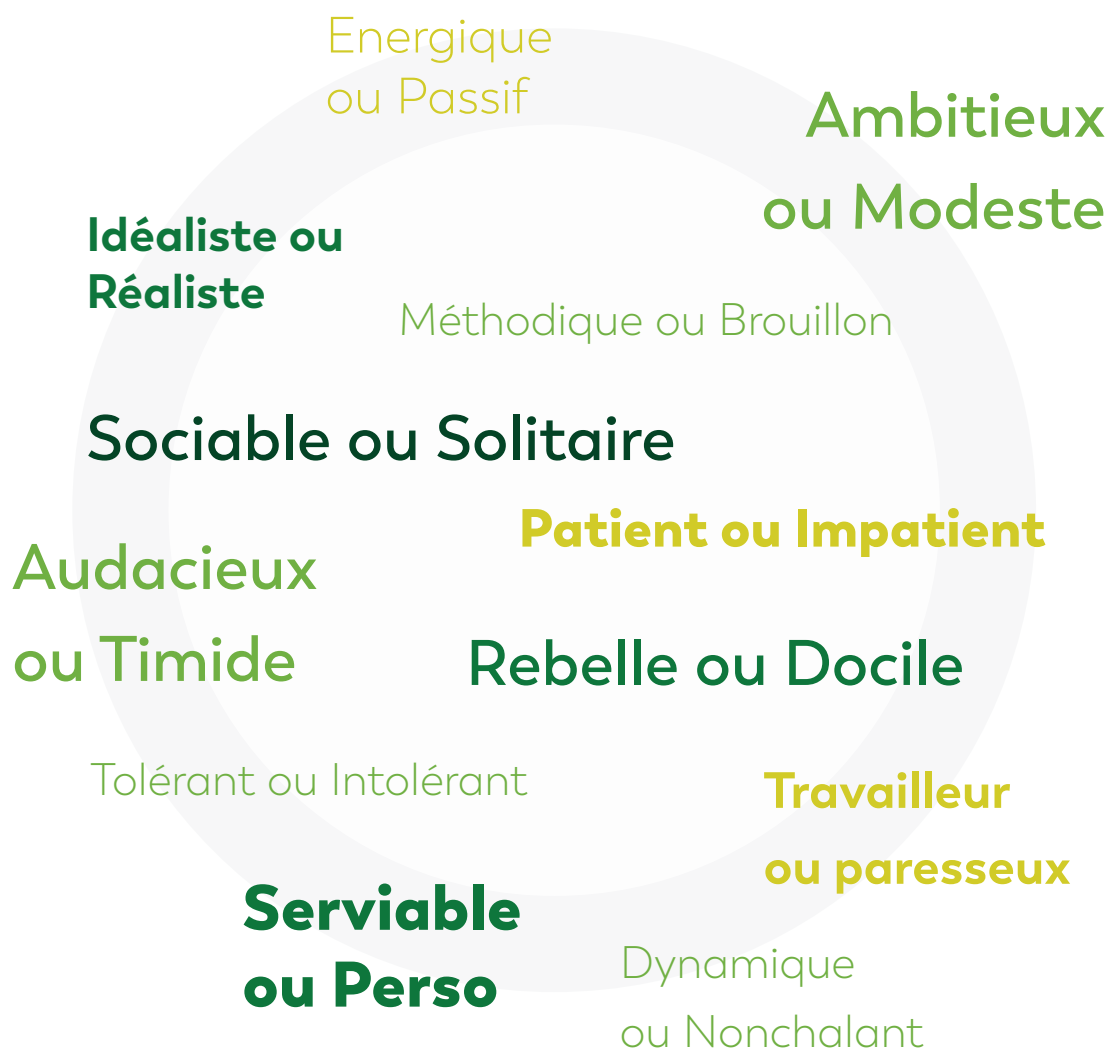 Energique
ou Passif
Ambitieux
ou Modeste
Idéaliste ou
Réaliste
Méthodique ou Brouillon
Sociable ou Solitaire
Patient ou Impatient
Audacieux
ou Timide
Rebelle ou Docile
Tolérant ou Intolérant
Travailleur
ou paresseux
Serviable
ou Perso
Dynamique
ou Nonchalant